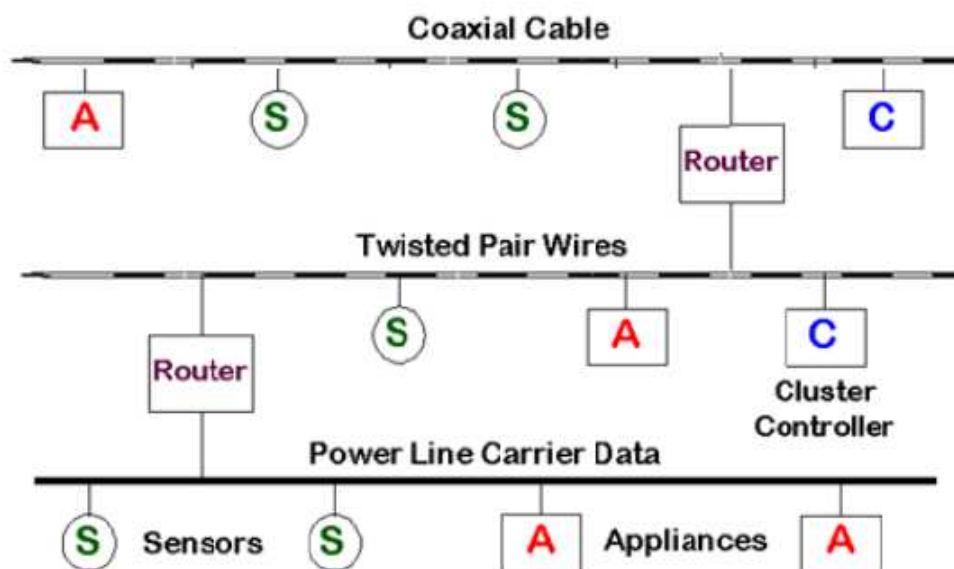 Coaxial Cable
A S S Router C
Twisted Pair Wires
Router S A C
Cluster
Controller
Power Line Carrier Data
S Sensors S A Appliances A